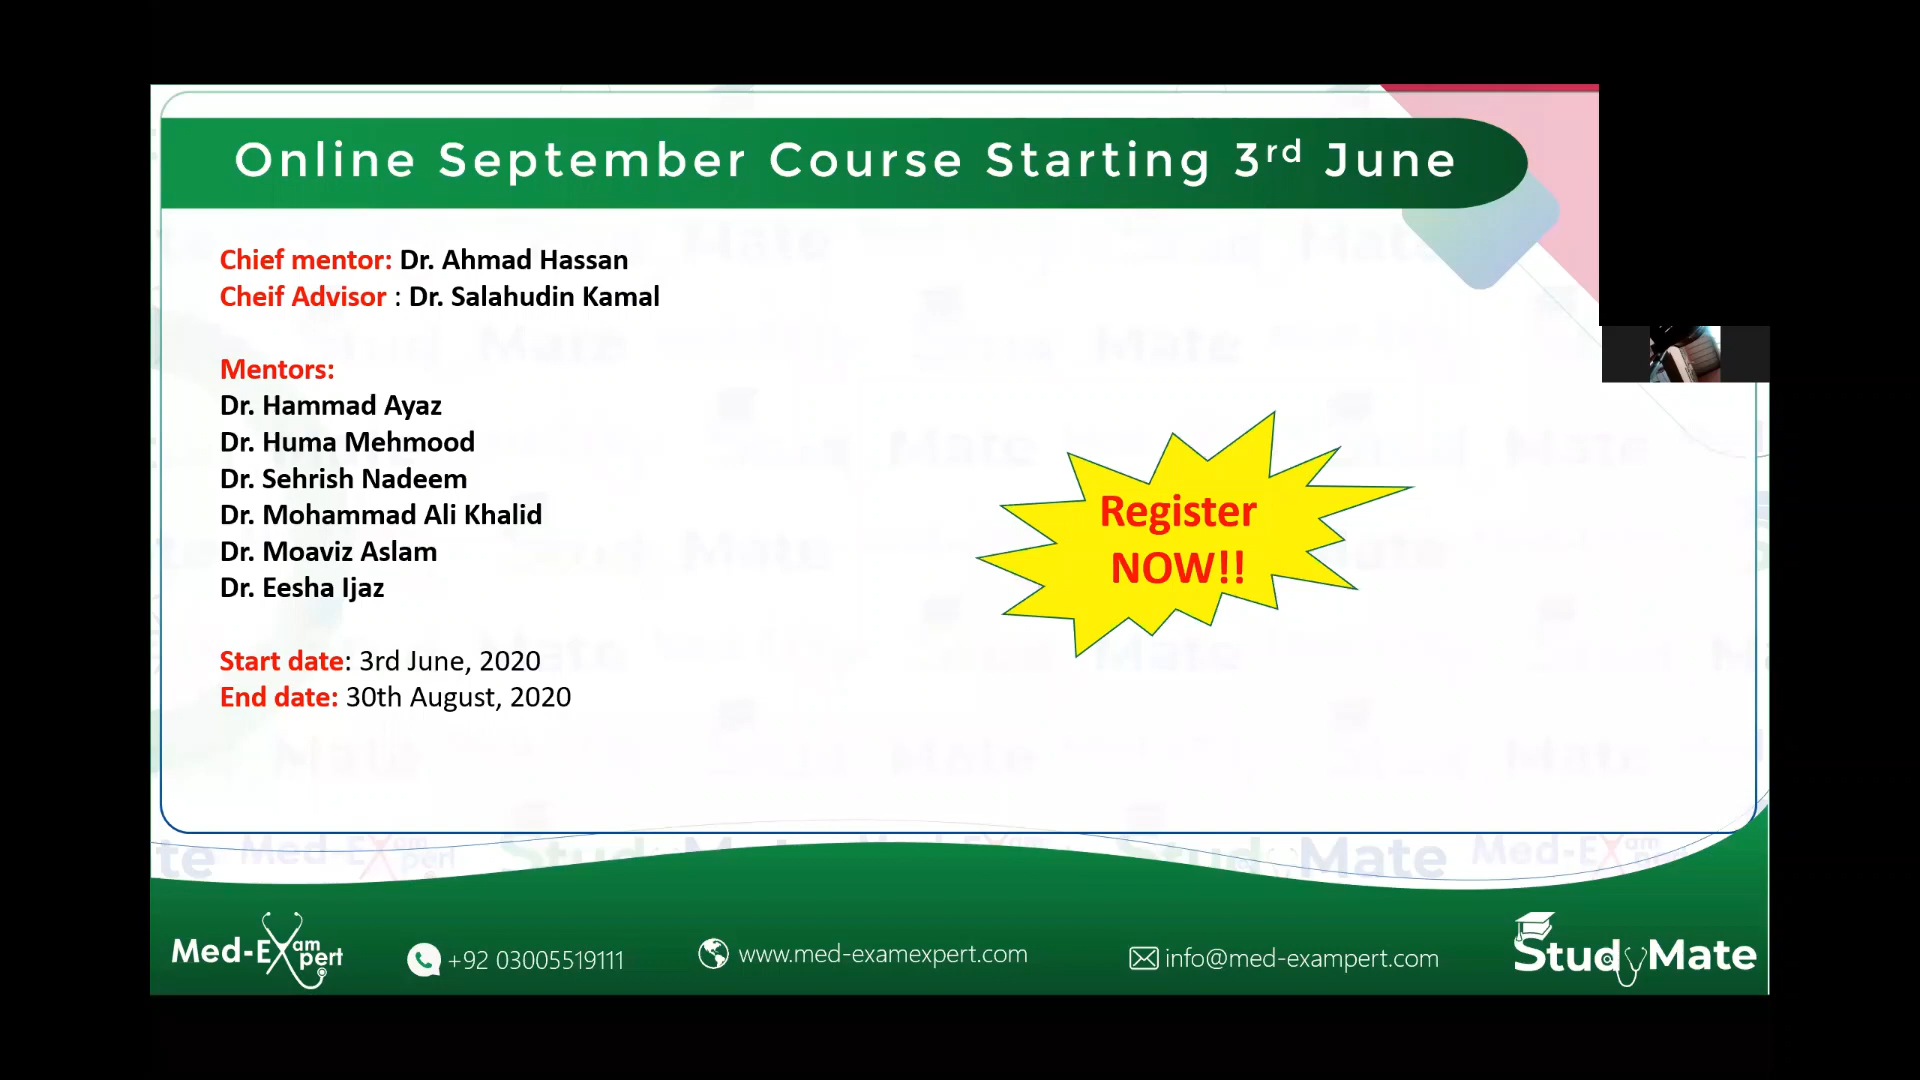 Online September Course Starting 3rd June
Chief mentor: Dr. Ahmad Hassan
Cheif Advisor : Dr. Salahudin Kamal
Mentors:
Dr. Hammad Ayaz
Dr. Huma Mehmood
Dr. Sehrish Nadeem
Dr. Mohammad Ali Khalid
Dr. Moaviz Aslam
Dr. Eesha Ijaz
Register
NOW!!
Start date: 3rd June, 2020
End date: 30th August, 2020
Med-Exam Expert
+92 03005519111
www.med-examexpert.com
info@med-exampert.com
StudyMate